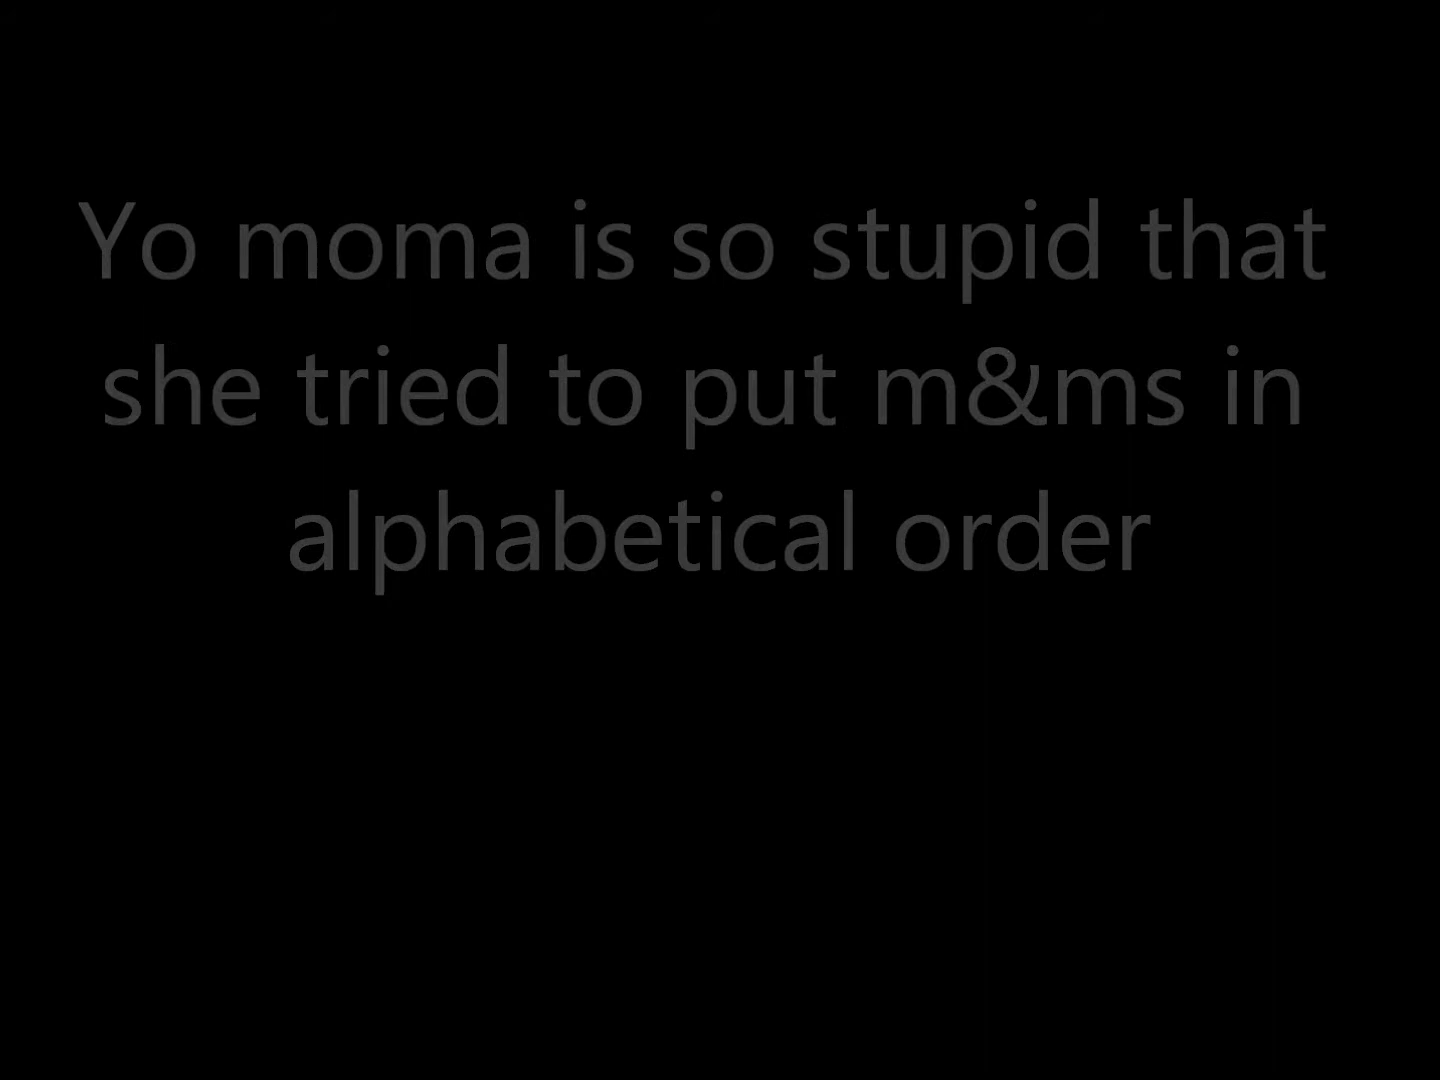 Yo moma is so stupid that
she tried to put m&ms in
alphabetical order